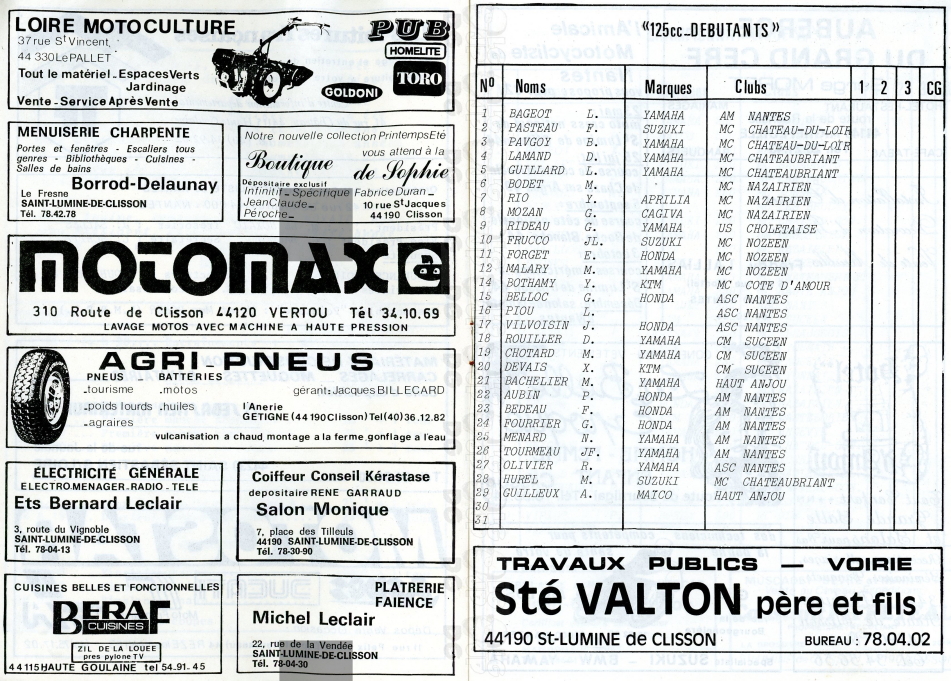 LOIRE MOTOCULTURE
37 rue St Vincent,
44 330 Le PALLET
Tout le matériel - Espaces Verts
Jardinage
Vente - Service Après Vente
PUB
HOMELITE
TORO
GOLDONI
MENUISERIE CHARPENTE
Portes et fenêtres - Escaliers tous
genres - Bibliothèques - Cuisines -
Salles de bains
Borrod-Delaunay
Le Fresne
SAINT-LUMINE-DE-CLISSON
Tél. 78.42.78
Notre nouvelle collection Printemps Eté
vous attend à la
Boutique
de Sophie
Dépositaire exclusif
Infinitif _ Spécifique Fabrice Duran _
Jean Claude _
Péroche _
10 rue St Jacques
44190 Clisson
MOTOMAX
310 Route de Clisson 44120 VERTOU Tél 34.10.69
LAVAGE MOTOS AVEC MACHINE A HAUTE PRESSION
AGRI-PNEUS
PNEUS BATTERIES
_tourisme _motos
_poids lourds _huiles
_agraires
gérant: Jacques BILLECARD
l'Anerie
GETIGNE (44 190 Clisson) Tel (40) 36.12.82
vulcanisation a chaud, montage a la ferme, gonflage a l'eau
ÉLECTRICITÉ GÉNÉRALE
ELECTROMENAGER - RADIO - TELE
Ets Bernard Leclair
3, route du Vignoble
SAINT-LUMINE-DE-CLISSON
Tél. 78-04-13
Coiffeur Conseil Kérastase
depositaire RENE GARRAUD
Salon Monique
7, place des Tilleuls
44190 SAINT-LUMINE-DE-CLISSON
Tél. 78-30-90
CUISINES BELLES ET FONCTIONNELLES
BERAF
CUISINES
ZIL DE LA LOUEE
pres pylone TV
44115 HAUTE GOULAINE tel 54.91.45
PLATRERIE
FAIENCE
Michel Leclair
22, rue de la Vendée
SAINT-LUMINE-DE-CLISSON
Tél. 78-04-30
«125cc_DEBUTANTS»
N° Noms Marques Clubs 1 2 3 CG
1 BAGEOT L. YAMAHA AM NANTES
2 PASTEAU F. SUZUKI MC CHATEAU-DU-LOIR
3 PAVGOY B. YAMAHA MC CHATEAU-DU-LOIR
4 LAMAND D. YAMAHA MC CHATEAUBRIANT
5 GUILLARD L. YAMAHA MC CHATEAUBRIANT
6 BODET M. MC NAZAIRIEN
7 RIO Y. APRILIA MC NAZAIRIEN
8 MOZAN G. CAGIVA MC NAZAIRIEN
9 RIDEAU G. YAMAHA US CHOLETAISE
10 FRUCCO JL. SUZUKI MC NOZEEN
11 FORGET E. HONDA MC NOZEEN
12 MALARY M. YAMAHA MC NOZEEN
14 BOTHAMY Y. KTM MC COTE D'AMOUR
15 BELLOC G. HONDA ASC NANTES
16 PIOU L. ASC NANTES
17 VILVOISIN J. HONDA ASC NANTES
18 ROUILLER D. YAMAHA CM SUCEEN
19 CHOTARD M. YAMAHA CM SUCEEN
20 DEVAIS X. KTM CM SUCEEN
21 BACHELIER M. YAMAHA HAUT ANJOU
22 AUBIN P. HONDA AM NANTES
23 BEDEAU F. HONDA AM NANTES
24 FOURRIER G. HONDA AM NANTES
25 MENARD N. YAMAHA AM NANTES
26 TOURMEAU JF. YAMAHA AM NANTES
27 OLIVIER R. YAMAHA ASC NANTES
28 HUREL M. SUZUKI MC CHATEAUBRIANT
29 GUILLEUX A. MAICO HAUT ANJOU
30
31
TRAVAUX PUBLICS — VOIRIE
Sté VALTON père et fils
44190 St-LUMINE de CLISSON BUREAU : 78.04.02